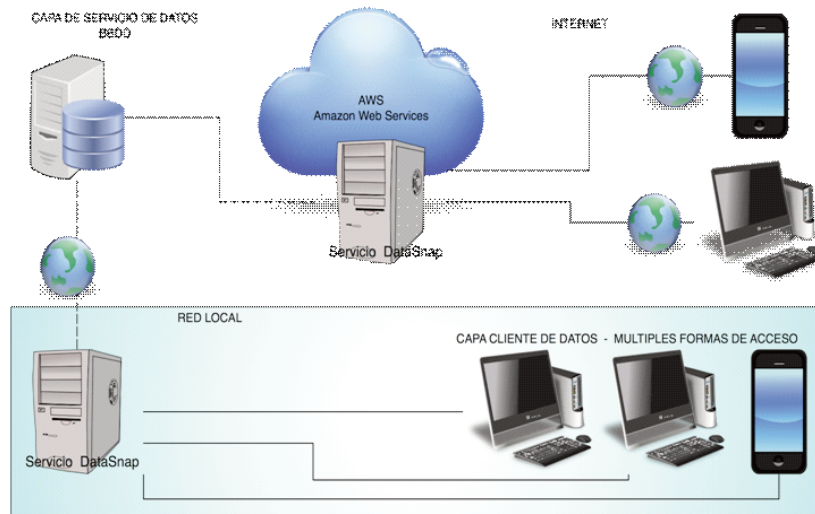 CAPA DE SERVICIO DE DATOS
BBDD
INTERNET
AWS
Amazon Web Services
Servicio DataSnap
RED LOCAL
CAPA CLIENTE DE DATOS - MULTIPLES FORMAS DE ACCESO
Servicio DataSnap